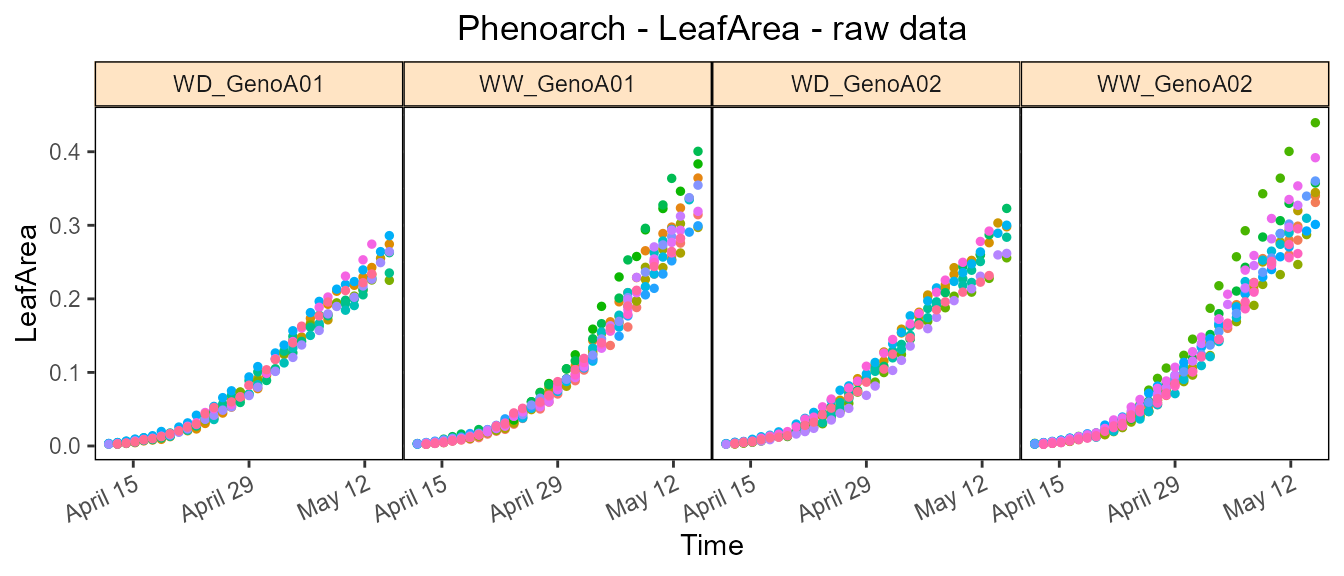 Phenoarch - LeafArea - raw data
WD_GenoA01
WW_GenoA01
WD_GenoA02
WW_GenoA02
LeafArea
0.4
0.3
0.2
0.1
0.0
April 15
April 29
May 12
April 15
April 29
May 12
April 15
April 29
May 12
April 15
April 29
May 12
Time